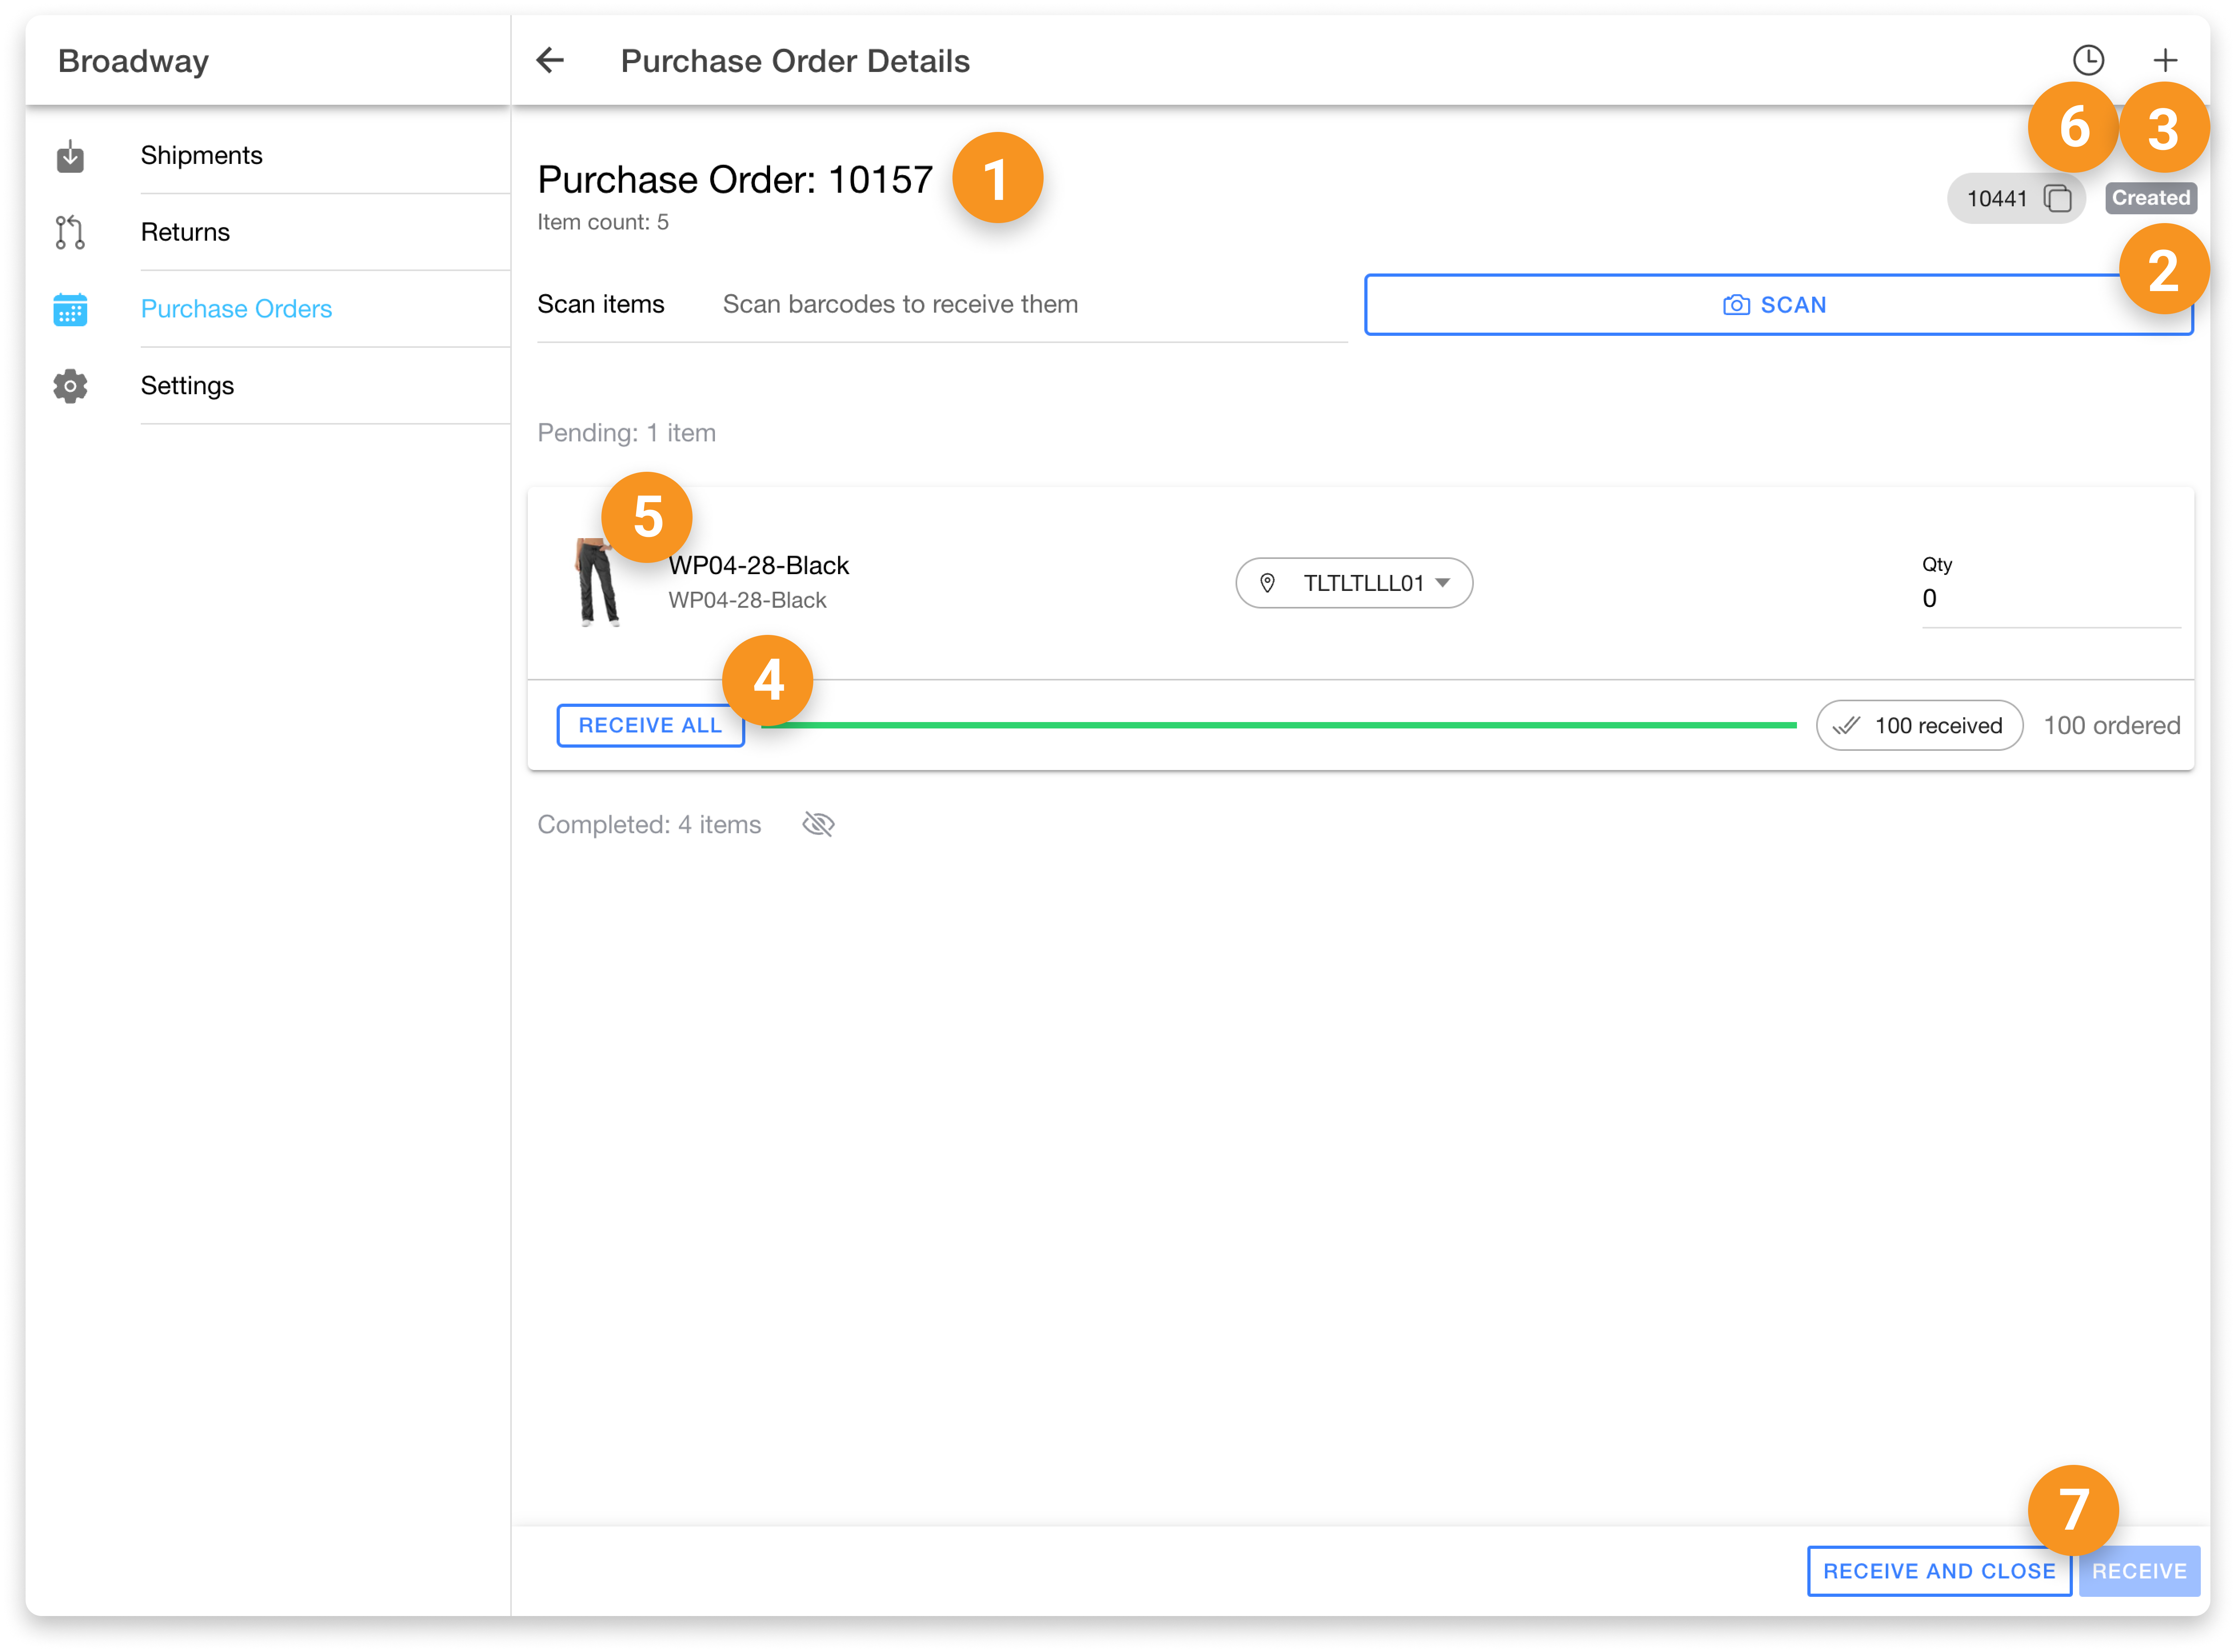 Broadway
Purchase Order Details
Shipments
Returns
Purchase Orders
Settings
6
3
Purchase Order: 10157
1
Item count: 5
10441
Created
2
Scan items
Scan barcodes to receive them
SCAN
Pending: 1 item
5
WP04-28-Black
WP04-28-Black
TLTLTLLL01
Qty
0
4
RECEIVE ALL
100 received
100 ordered
Completed: 4 items
7
RECEIVE AND CLOSE
RECEIVE